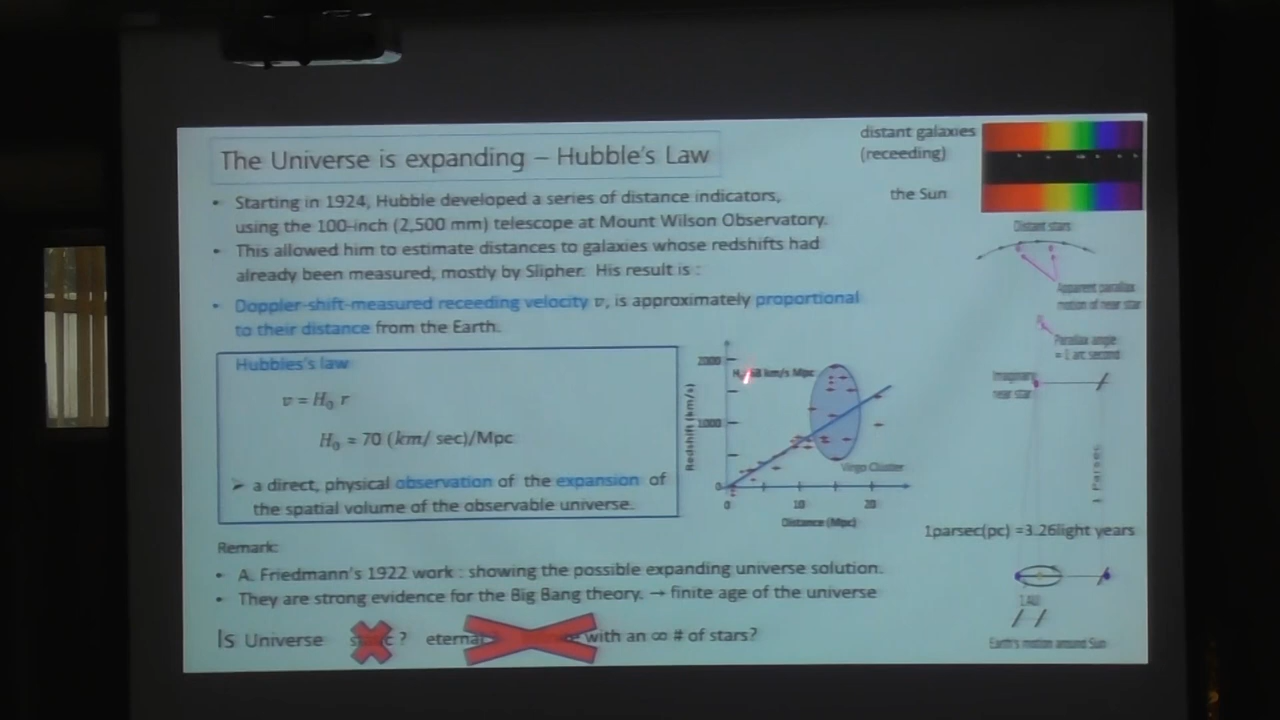 The Universe is expanding – Hubble's Law
distant galaxies
(receeding)
the Sun
• Starting in 1924, Hubble developed a series of distance indicators,
using the 100-inch (2,500 mm) telescope at Mount Wilson Observatory.
• This allowed him to estimate distances to galaxies whose redshifts had
already been measured, mostly by Slipher. His result is :
• Doppler-shift-measured receeding velocity v, is approximately proportional
to their distance from the Earth.
Hubbles's law
v = H₀ r
H₀ = 70 (km/ sec)/Mpc
➢ a direct, physical observation of the expansion of
the spatial volume of the observable universe.
2000
68 km/s Mpc
Redshift (km/s)
1000
Virgo Cluster
0
0 10 20
Distance (Mpc)
Distant stars
Apparent parallax
motion of near star
Parallax angle
= 1 arc second
Imaginary
near star
1 Parsec
1parsec(pc) =3.26light years
1 AU
Earth's motion around Sun
Remark:
• A. Friedmann's 1922 work : showing the possible expanding universe solution.
• They are strong evidence for the Big Bang theory. → finite age of the universe
Is Universe ? eternal with an ∞ # of stars?